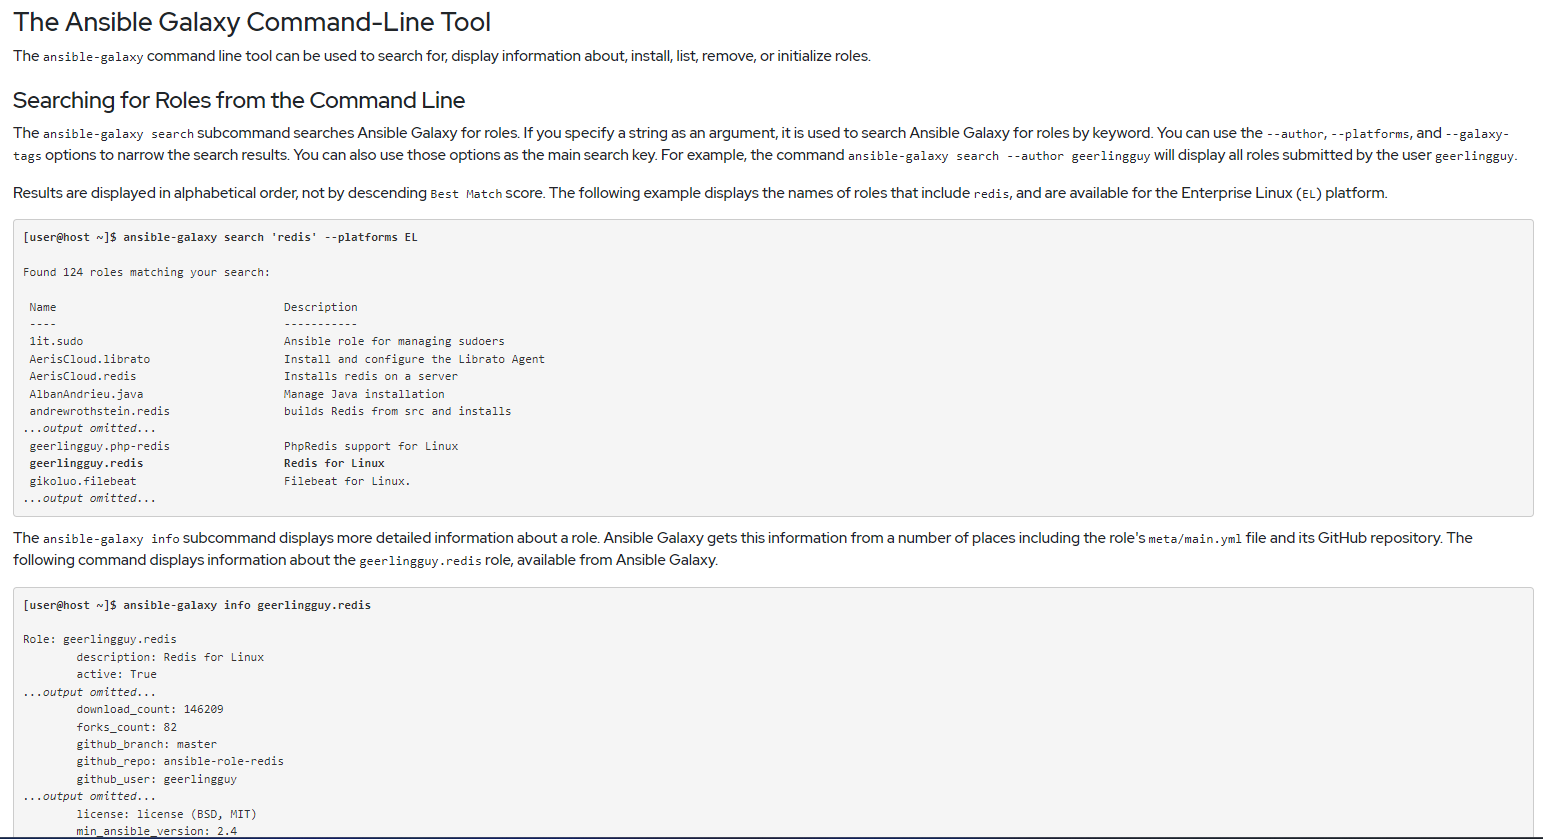 The Ansible Galaxy Command-Line Tool
The ansible-galaxy command line tool can be used to search for, display information about, install, list, remove, or initialize roles.
Searching for Roles from the Command Line
The ansible-galaxy search subcommand searches Ansible Galaxy for roles. If you specify a string as an argument, it is used to search Ansible Galaxy for roles by keyword. You can use the --author, --platforms, and --galaxy-
tags options to narrow the search results. You can also use those options as the main search key. For example, the command ansible-galaxy search --author geerlingguy will display all roles submitted by the user geerlingguy.
Results are displayed in alphabetical order, not by descending Best Match score. The following example displays the names of roles that include redis, and are available for the Enterprise Linux (EL) platform.
[user@host ~]$ ansible-galaxy search 'redis' --platforms EL
Found 124 roles matching your search:
Name Description
---- -----------
1it.sudo Ansible role for managing sudoers
AerisCloud.librato Install and configure the Librato Agent
AerisCloud.redis Installs redis on a server
AlbanAndrieu.java Manage Java installation
andrewrothstein.redis builds Redis from src and installs
...output omitted...
geerlingguy.php-redis PhpRedis support for Linux
geerlingguy.redis Redis for Linux
gikoluo.filebeat Filebeat for Linux.
...output omitted...
The ansible-galaxy info subcommand displays more detailed information about a role. Ansible Galaxy gets this information from a number of places including the role's meta/main.yml file and its GitHub repository. The
following command displays information about the geerlingguy.redis role, available from Ansible Galaxy.
[user@host ~]$ ansible-galaxy info geerlingguy.redis
Role: geerlingguy.redis
description: Redis for Linux
active: True
...output omitted...
download_count: 146209
forks_count: 82
github_branch: master
github_repo: ansible-role-redis
github_user: geerlingguy
...output omitted...
license: license (BSD, MIT)
min_ansible_version: 2.4